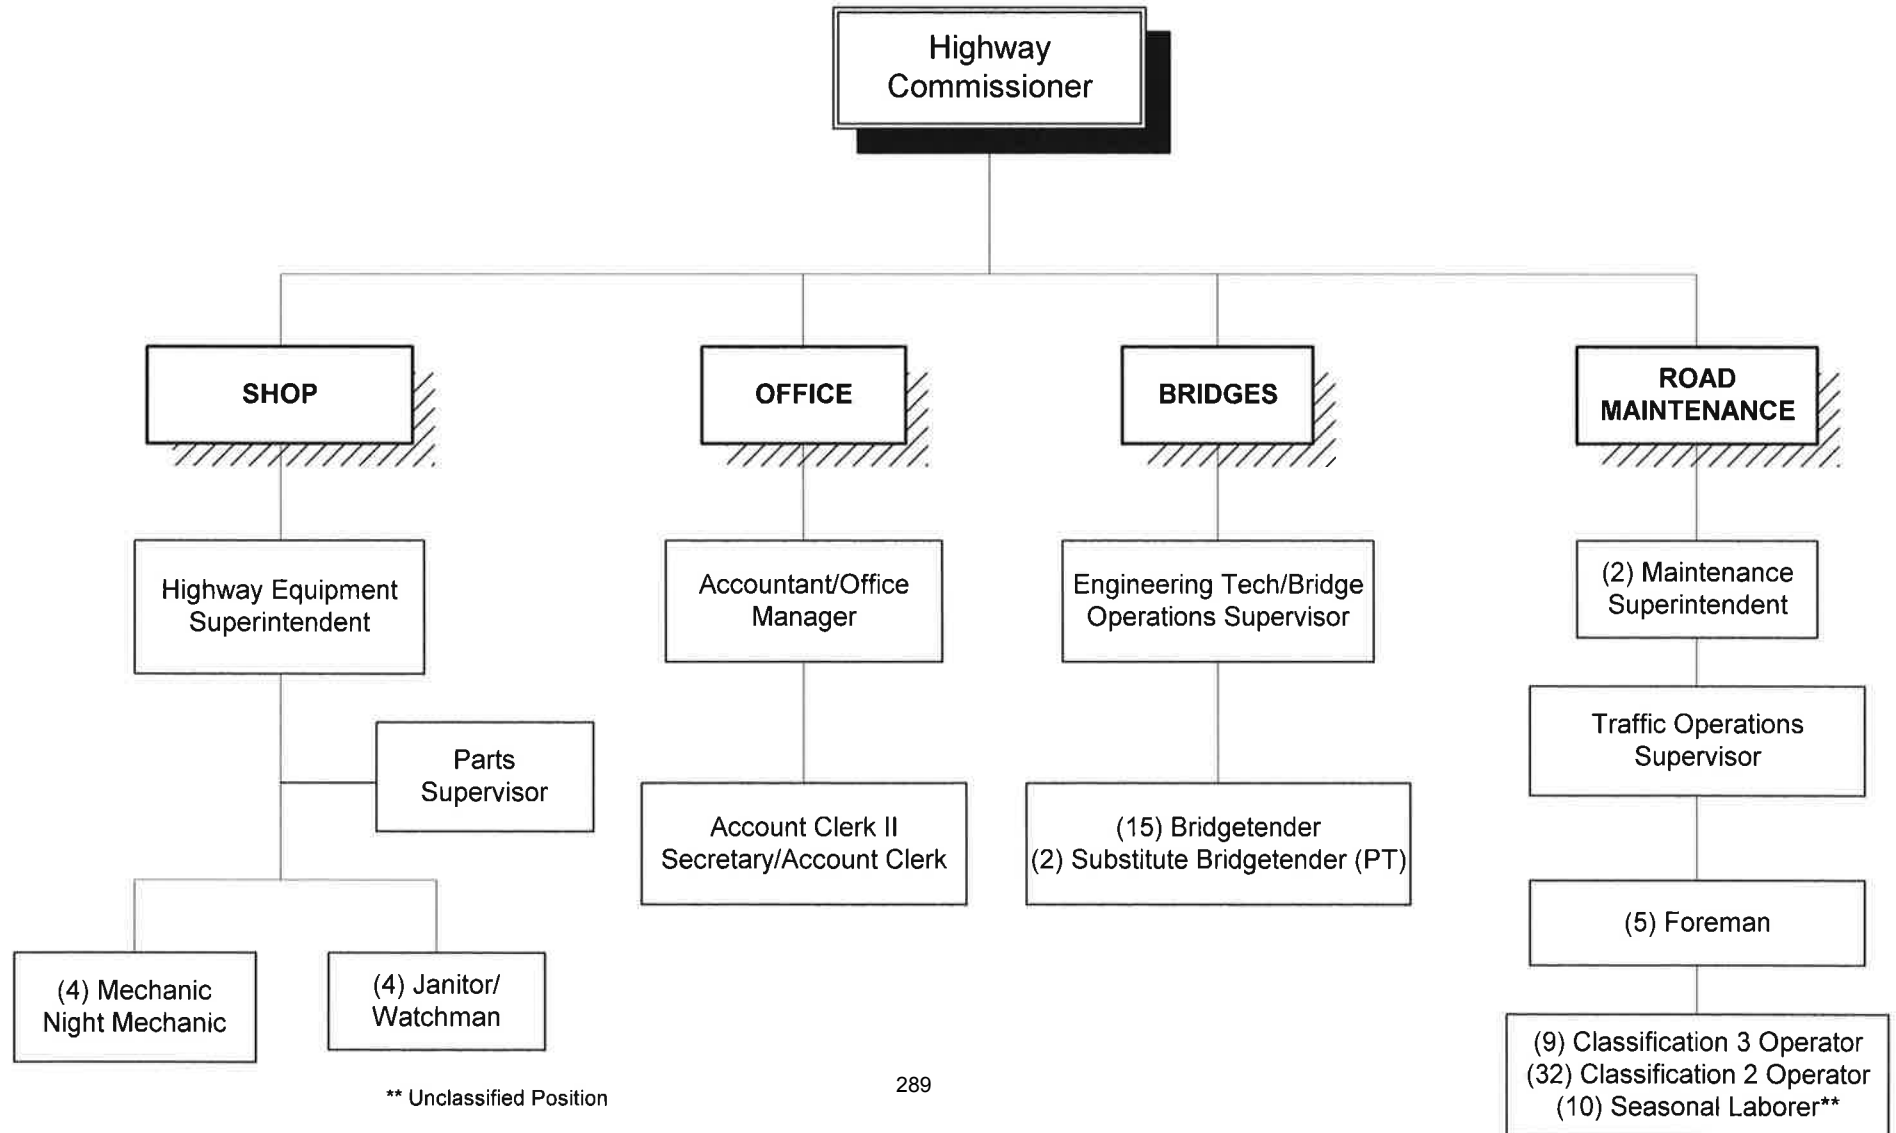 Highway
Commissioner
SHOP
OFFICE
BRIDGES
ROAD
MAINTENANCE
Highway Equipment
Superintendent
Accountant/Office
Manager
Engineering Tech/Bridge
Operations Supervisor
(2) Maintenance
Superintendent
Parts
Supervisor
Traffic Operations
Supervisor
Account Clerk II
Secretary/Account Clerk
(15) Bridgetender
(2) Substitute Bridgetender (PT)
(5) Foreman
(4) Mechanic
Night Mechanic
(4) Janitor/
Watchman
(9) Classification 3 Operator
(32) Classification 2 Operator
(10) Seasonal Laborer**
** Unclassified Position
289